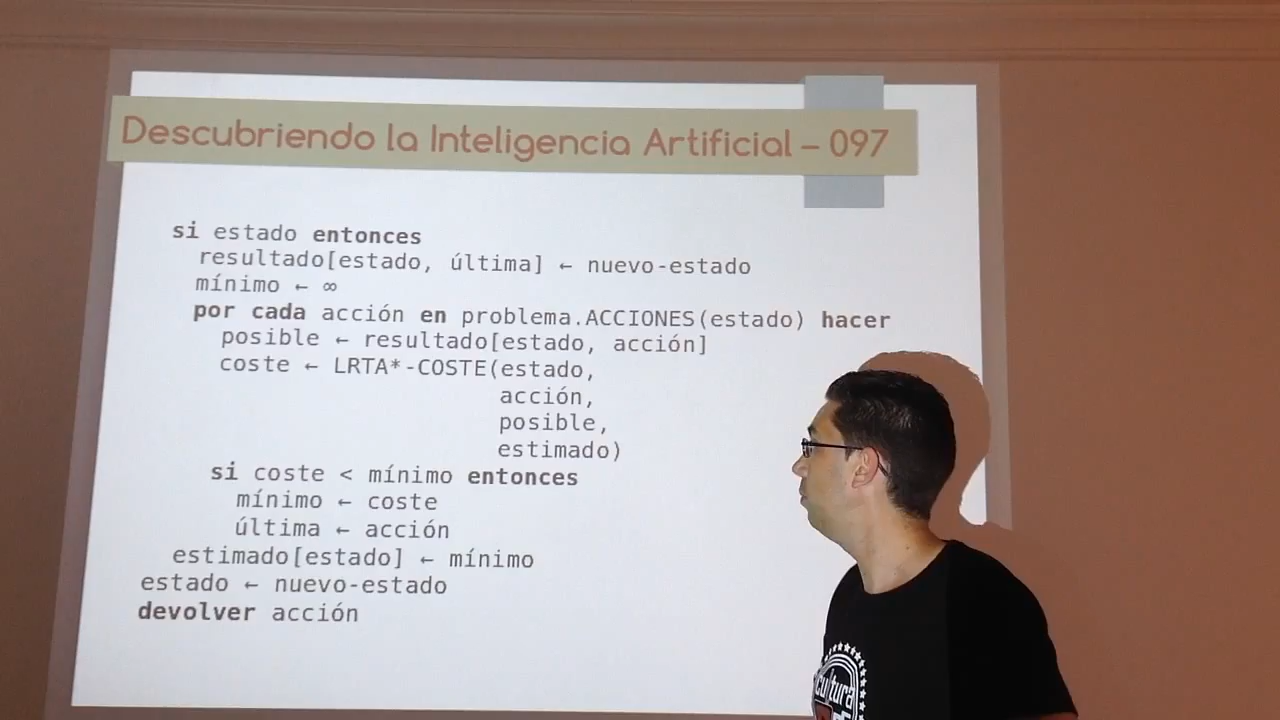 Descubriendo la Inteligencia Artificial – 097
si estado entonces
resultado[estado, última] ← nuevo-estado
mínimo ← ∞
por cada acción en problema.ACCIONES(estado) hacer
posible ← resultado[estado, acción]
coste ← LRTA*-COSTE(estado,
acción,
posible,
estimado)
si coste < mínimo entonces
mínimo ← coste
última ← acción
estimado[estado] ← mínimo
estado ← nuevo-estado
devolver acción
cultura